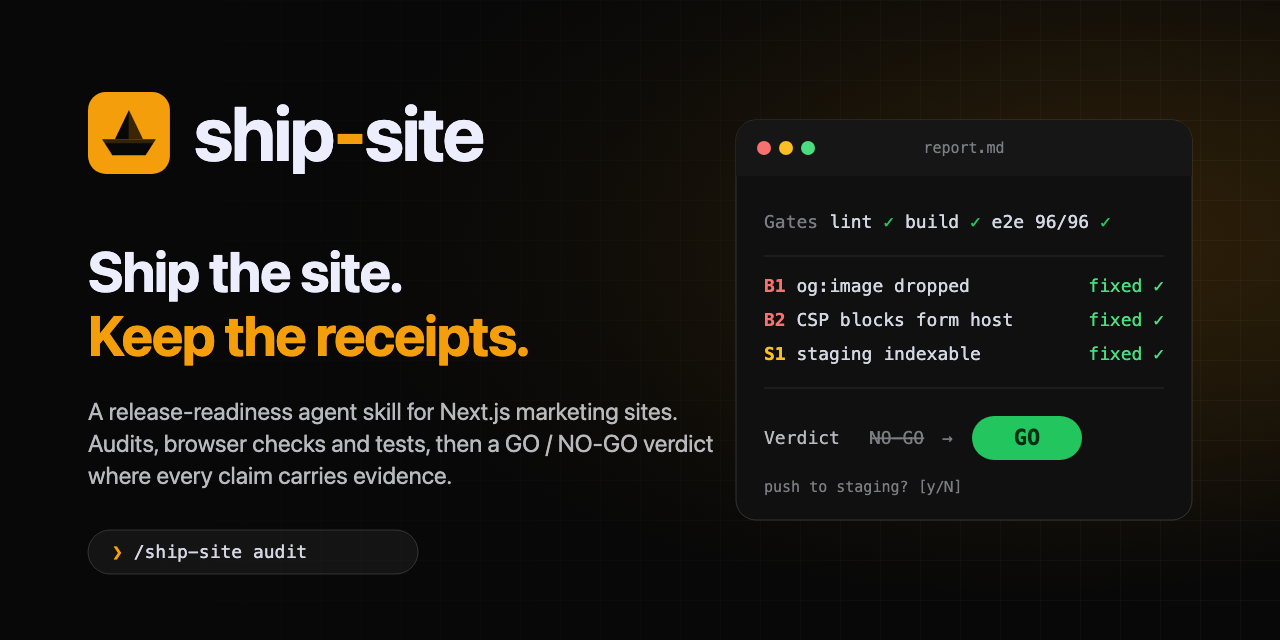 ship-site
Ship the site.
Keep the receipts.
A release-readiness agent skill for Next.js marketing sites.
Audits, browser checks and tests, then a GO / NO-GO verdict
where every claim carries evidence.
❯ /ship-site audit
report.md
Gates lint ✓ build ✓ e2e 96/96 ✓
B1 og:image dropped fixed ✓
B2 CSP blocks form host fixed ✓
S1 staging indexable fixed ✓
Verdict NO-GO → GO
push to staging? [y/N]